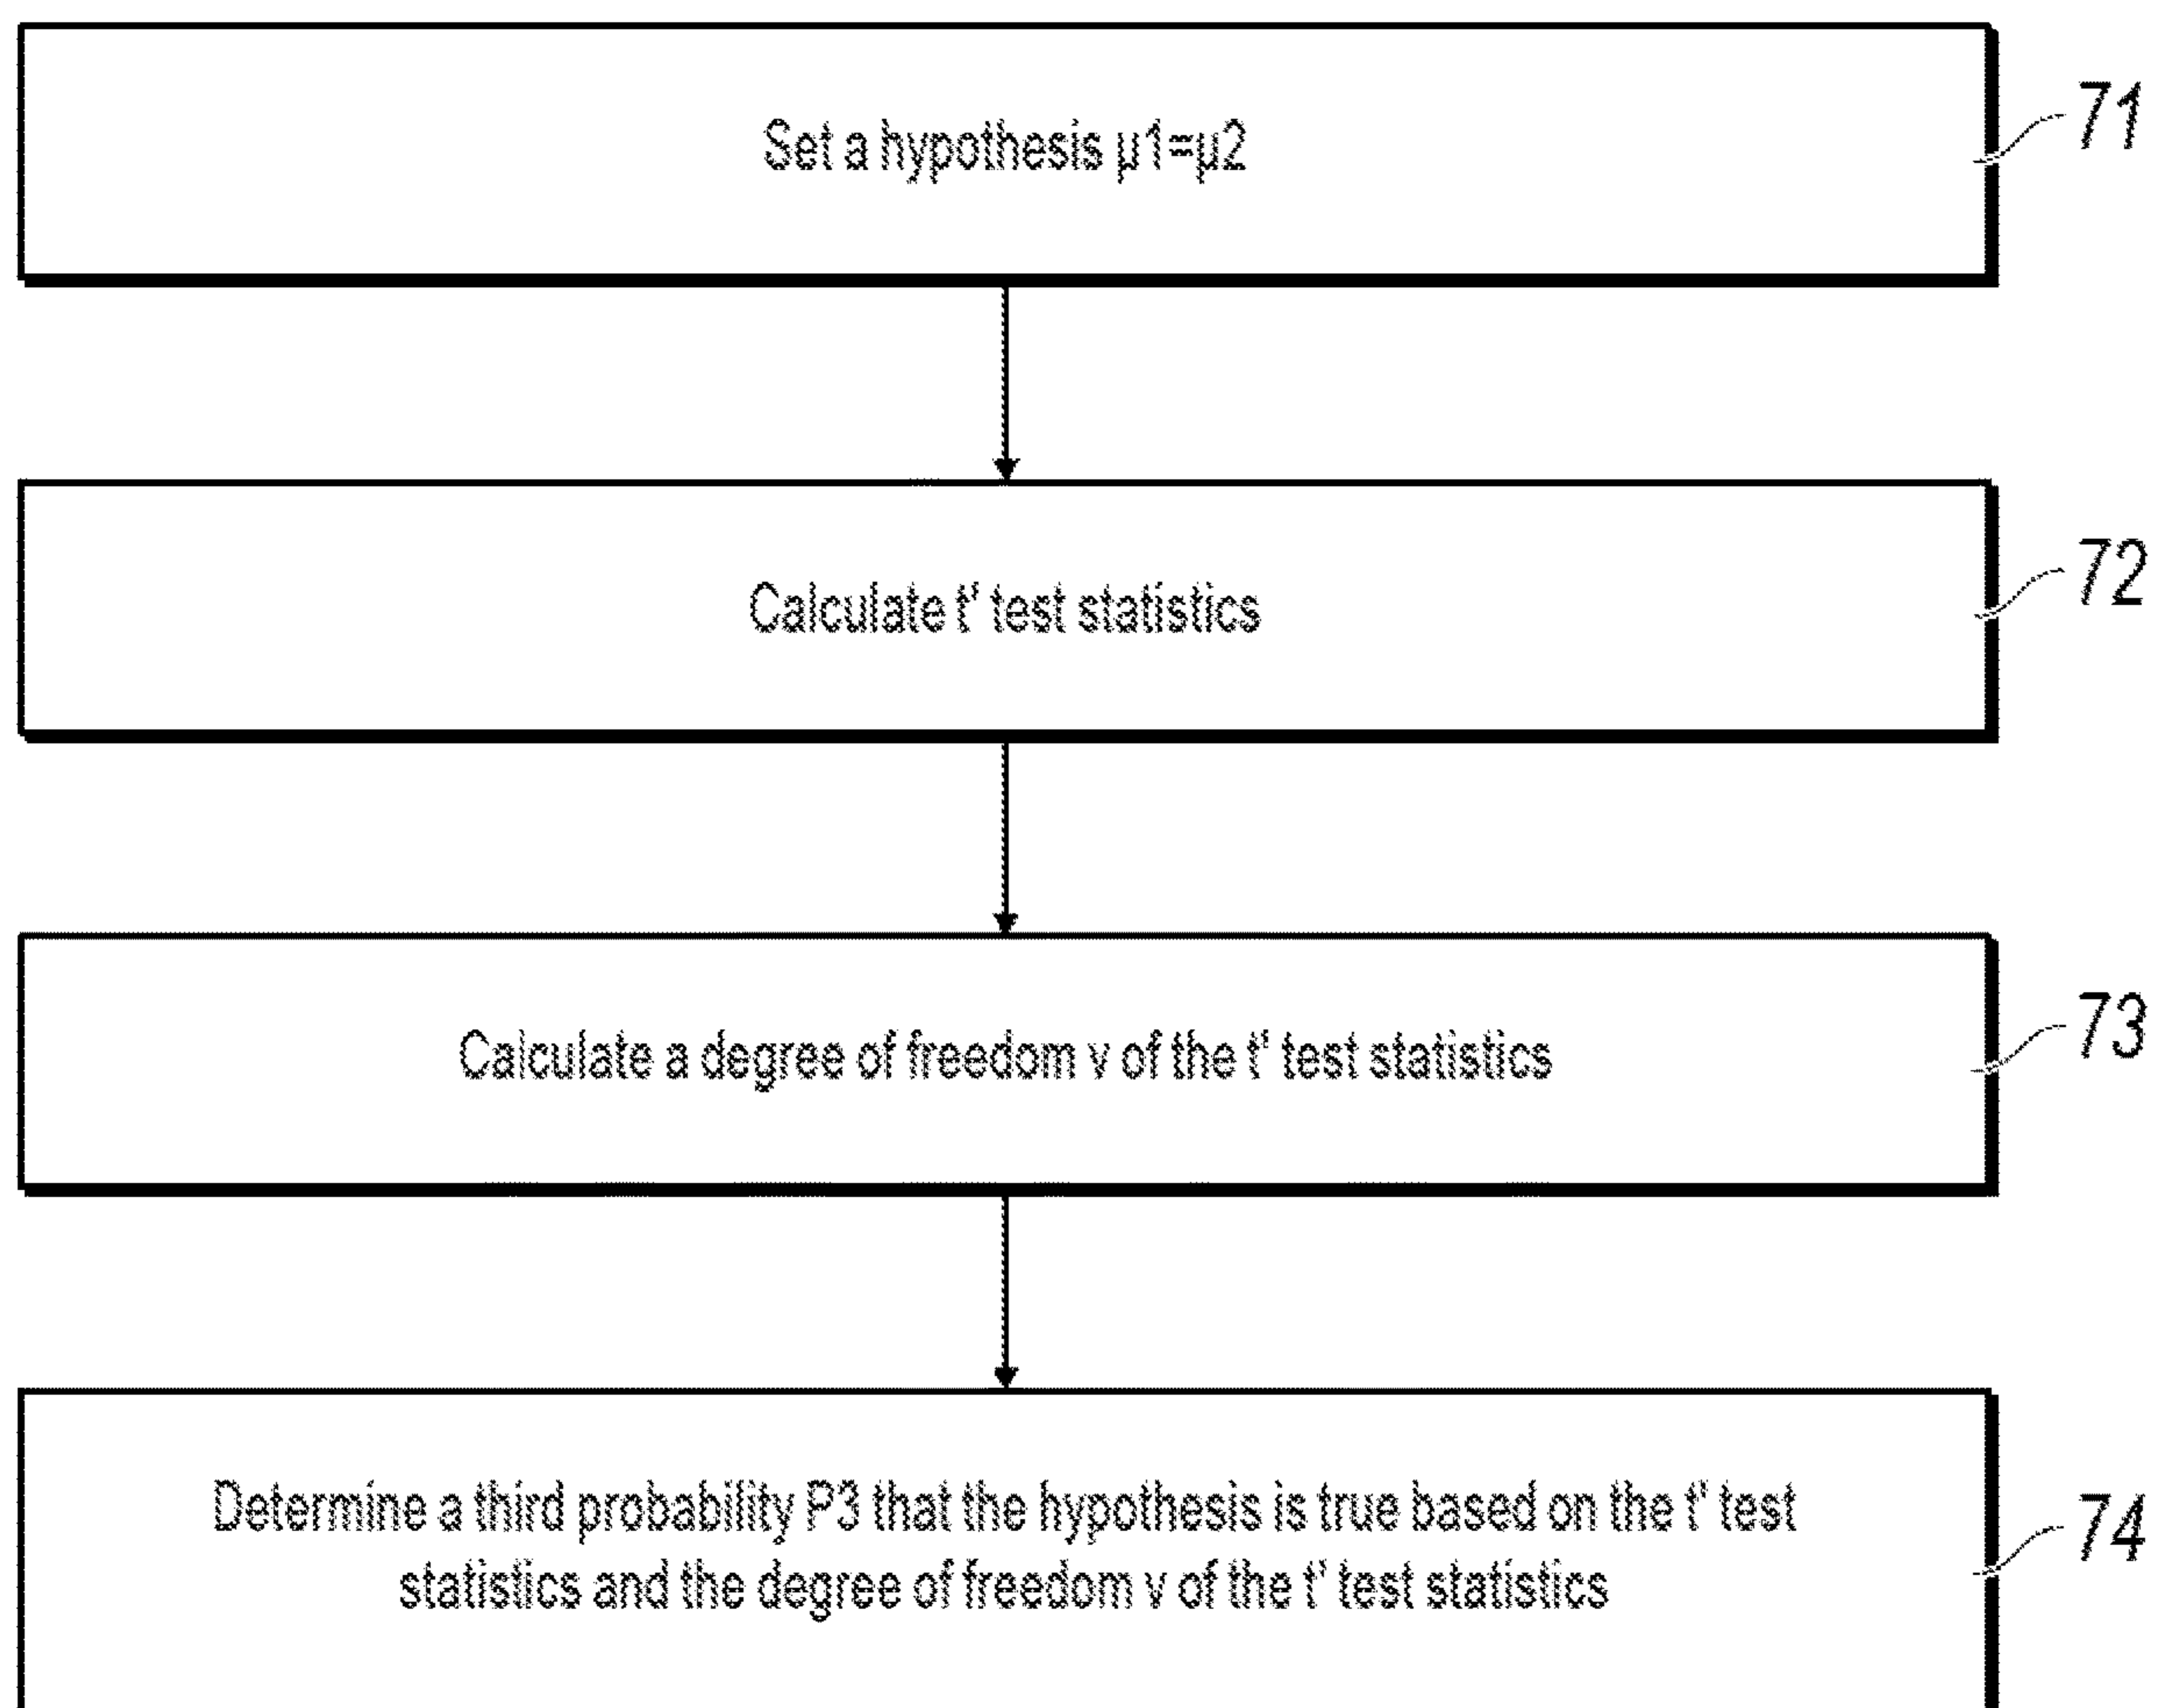 Set a hypothesis μ1=μ2
71
Calculate t' test statistics
72
Calculate a degree of freedom v of the t' test statistics
73
Determine a third probability P3 that the hypothesis is true based on the t' test
statistics and the degree of freedom v of the t' test statistics
74